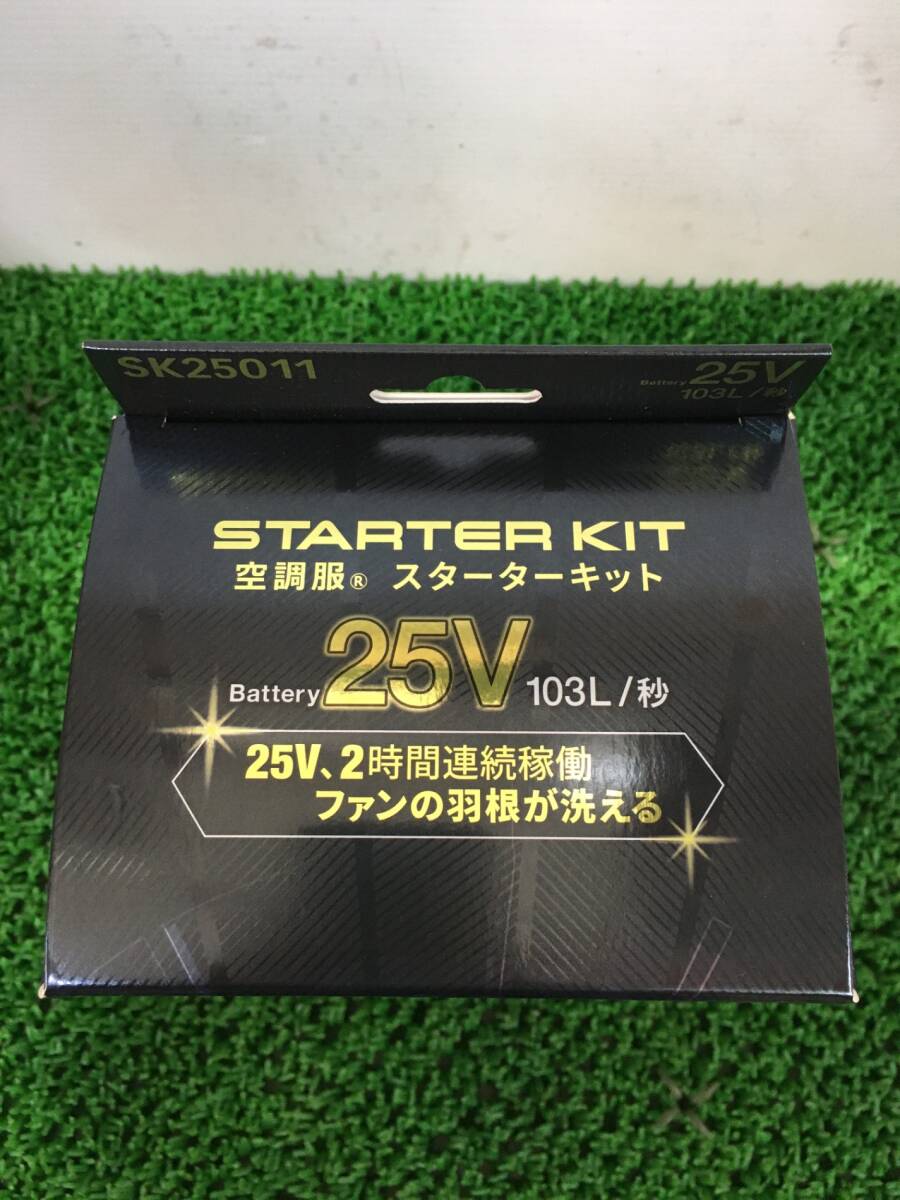 SK25011
Battery 25V
103L/秒
STARTER KIT
空調服® スターターキット
Battery 25V 103L/秒
25V、2時間連続稼働
ファンの羽根が洗える